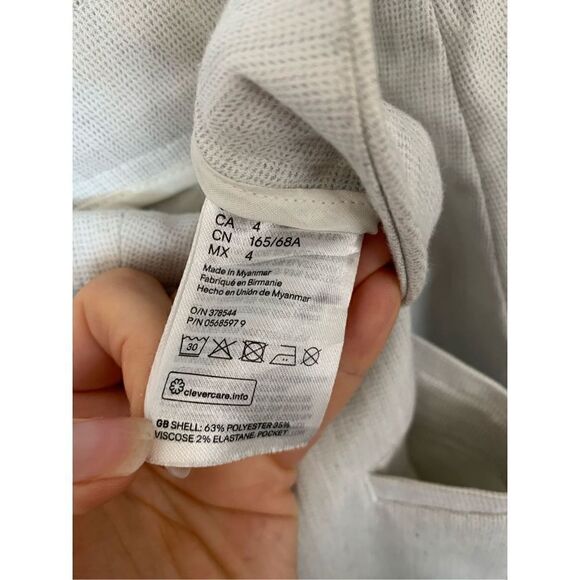 CA 4
CN 165/68A
MX 4
Made in Myanmar
Fabriqué en Birmanie
Hecho en Unión de Myanmar
O/N 378544
P/N 0568597 9
30
clevercare.info
GB SHELL: 63% POLYESTER 35%
VISCOSE 2% ELASTANE, POCKET